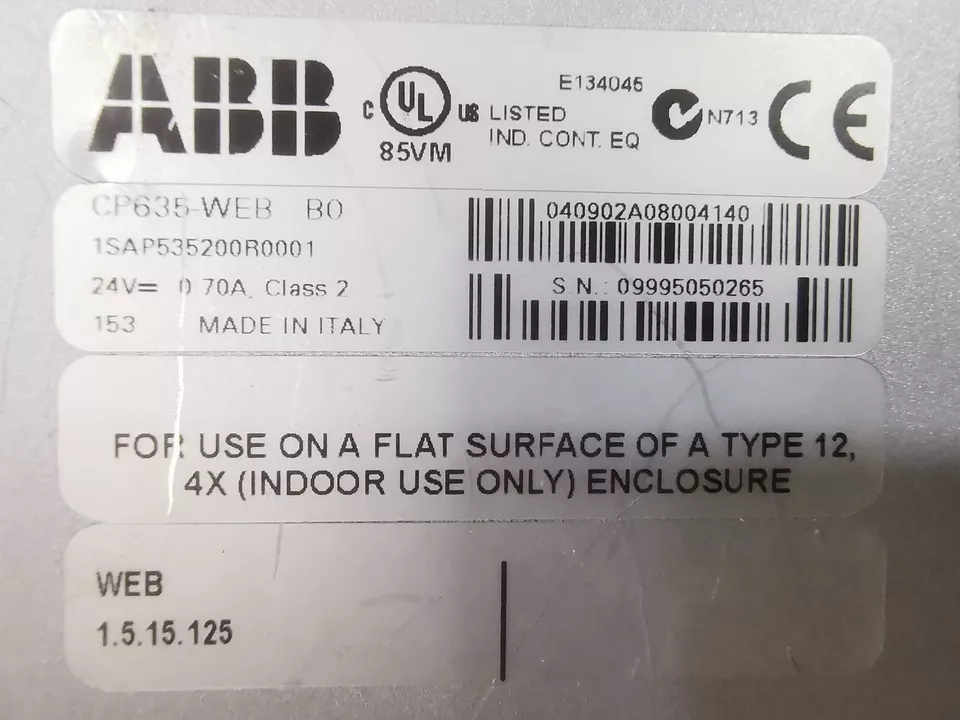 ABB
C UL US
85VM
E134046
LISTED
IND. CONT. EQ
N713
CE
CP635-WEB B0
1SAP535200R0001
24V= 0.70A, Class 2
153 MADE IN ITALY
040902A08004140
S.N.: 09995050265
FOR USE ON A FLAT SURFACE OF A TYPE 12,
4X (INDOOR USE ONLY) ENCLOSURE
WEB
1.5.15.125